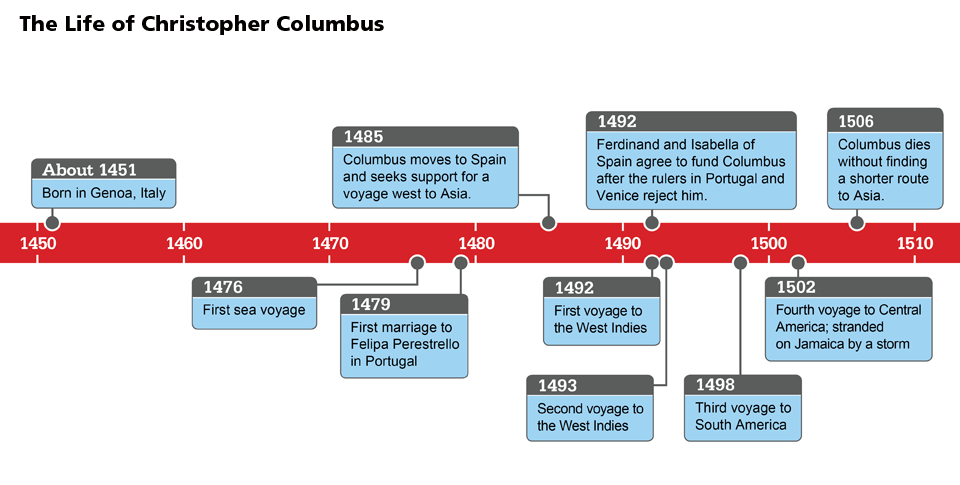 The Life of Christopher Columbus
About 1451
Born in Genoa, Italy
1485
Columbus moves to Spain
and seeks support for a
voyage west to Asia.
1492
Ferdinand and Isabella of
Spain agree to fund Columbus
after the rulers in Portugal and
Venice reject him.
1506
Columbus dies
without finding
a shorter route
to Asia.
1450 1460 1470 1480 1490 1500 1510
1476
First sea voyage
1479
First marriage to
Felipa Perestrello
in Portugal
1492
First voyage to
the West Indies
1493
Second voyage to
the West Indies
1498
Third voyage to
South America
1502
Fourth voyage to Central
America; stranded
on Jamaica by a storm